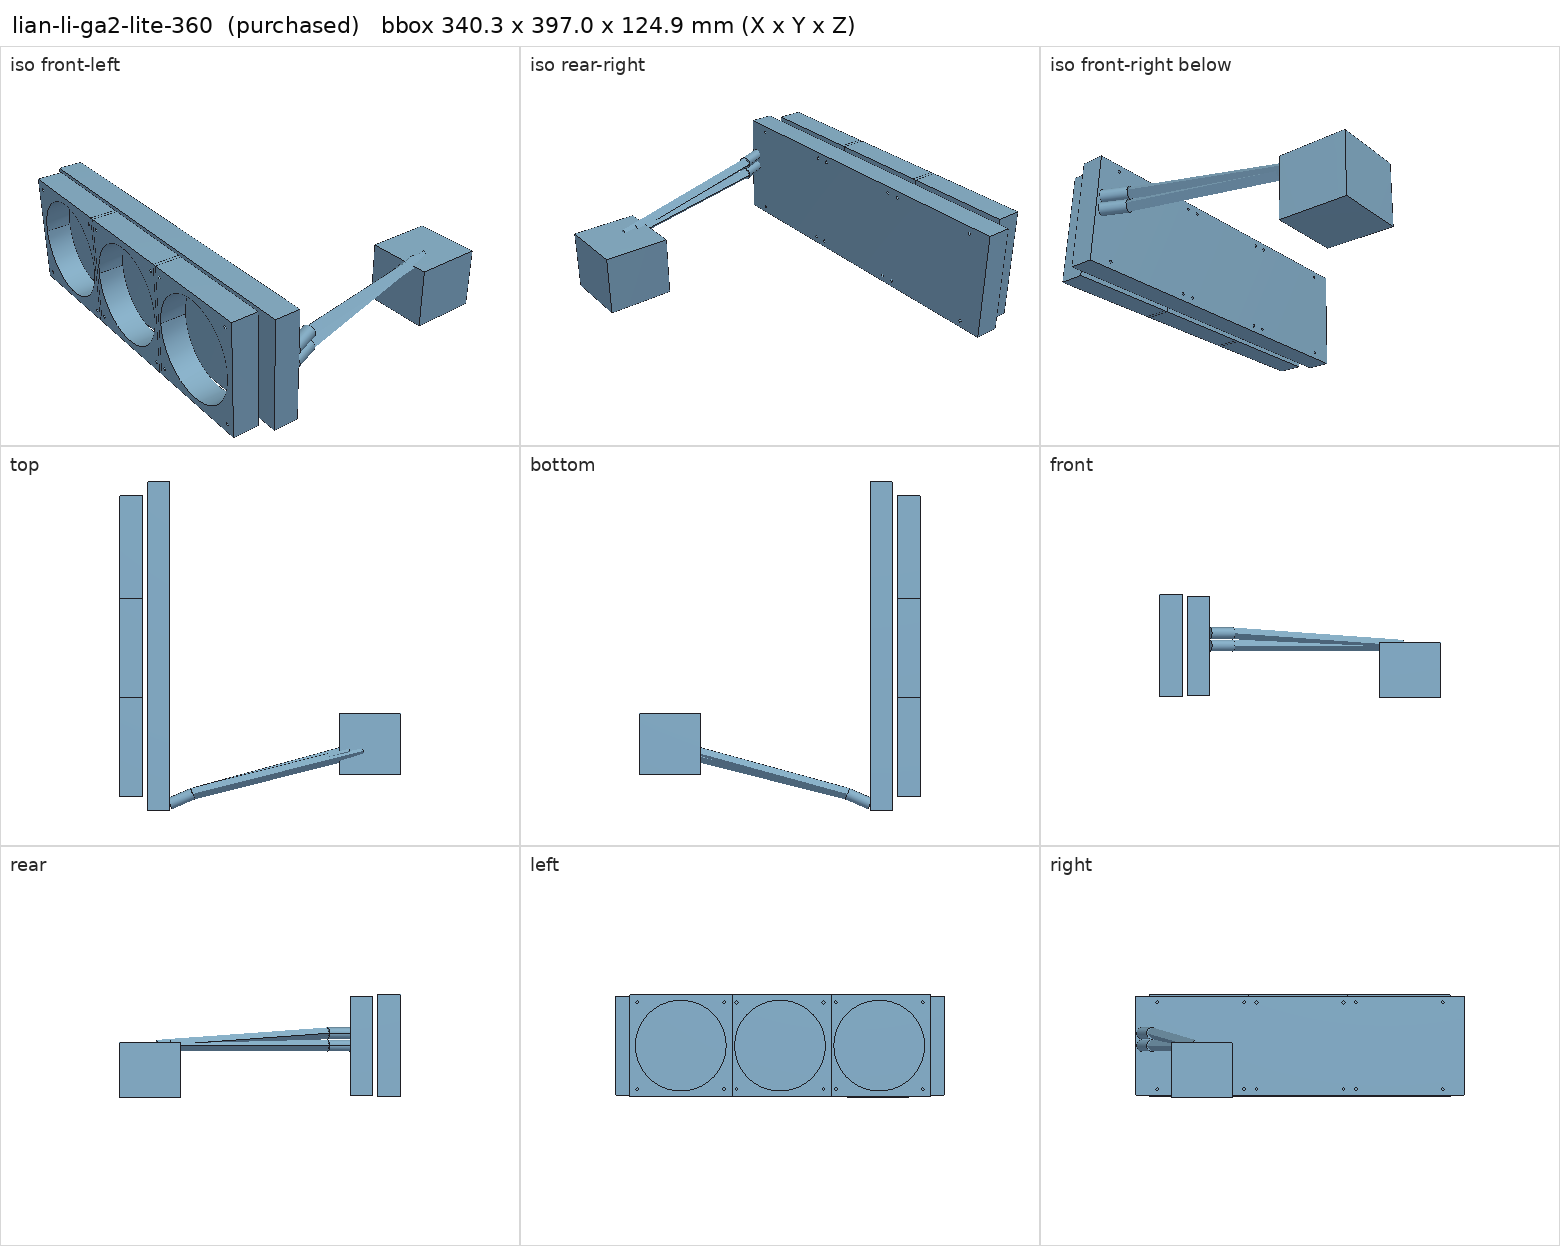 lian-li-ga2-lite-360  (purchased)   bbox 340.3 x 397.0 x 124.9 mm (X x Y x Z)
iso front-left
iso rear-right
iso front-right below
top
bottom
front
rear
left
right